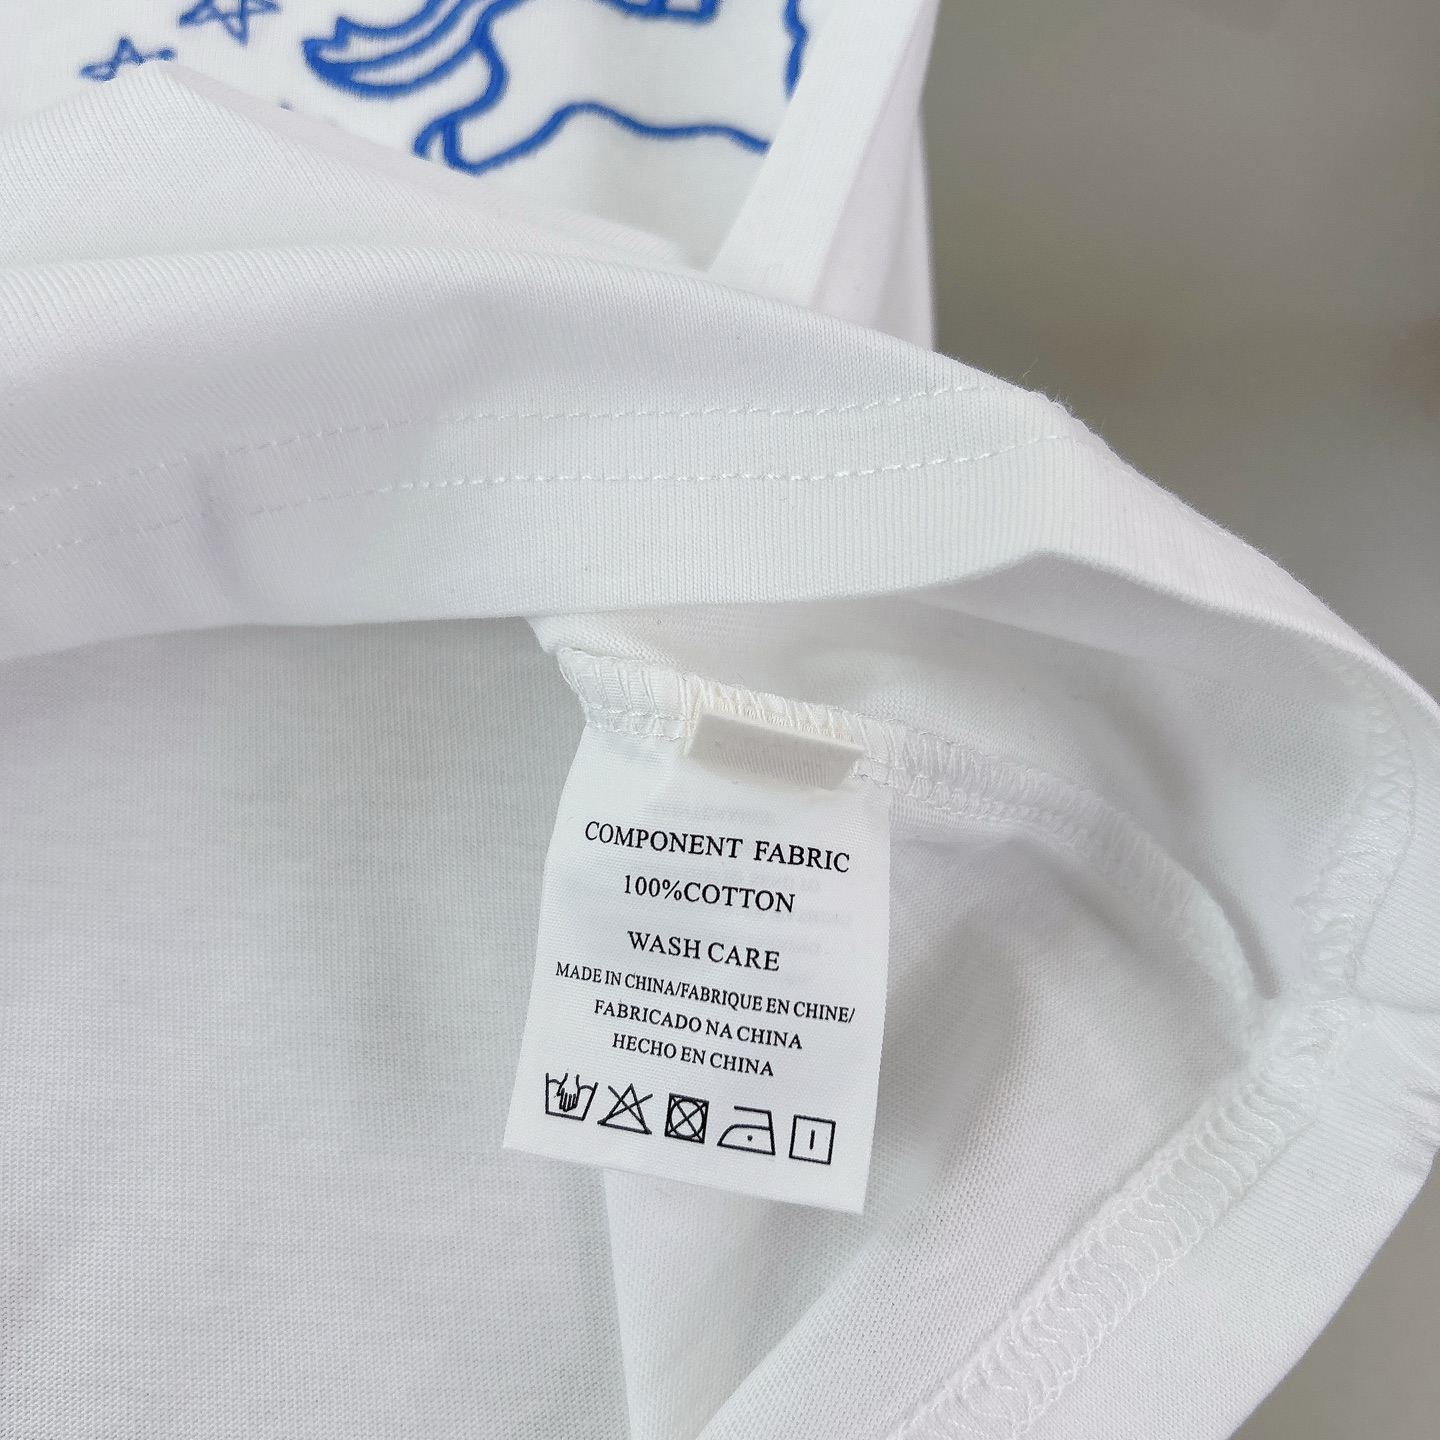 COMPONENT FABRIC
100%COTTON
WASH CARE
MADE IN CHINA/FABRIQUE EN CHINE/
FABRICADO NA CHINA
HECHO EN CHINA